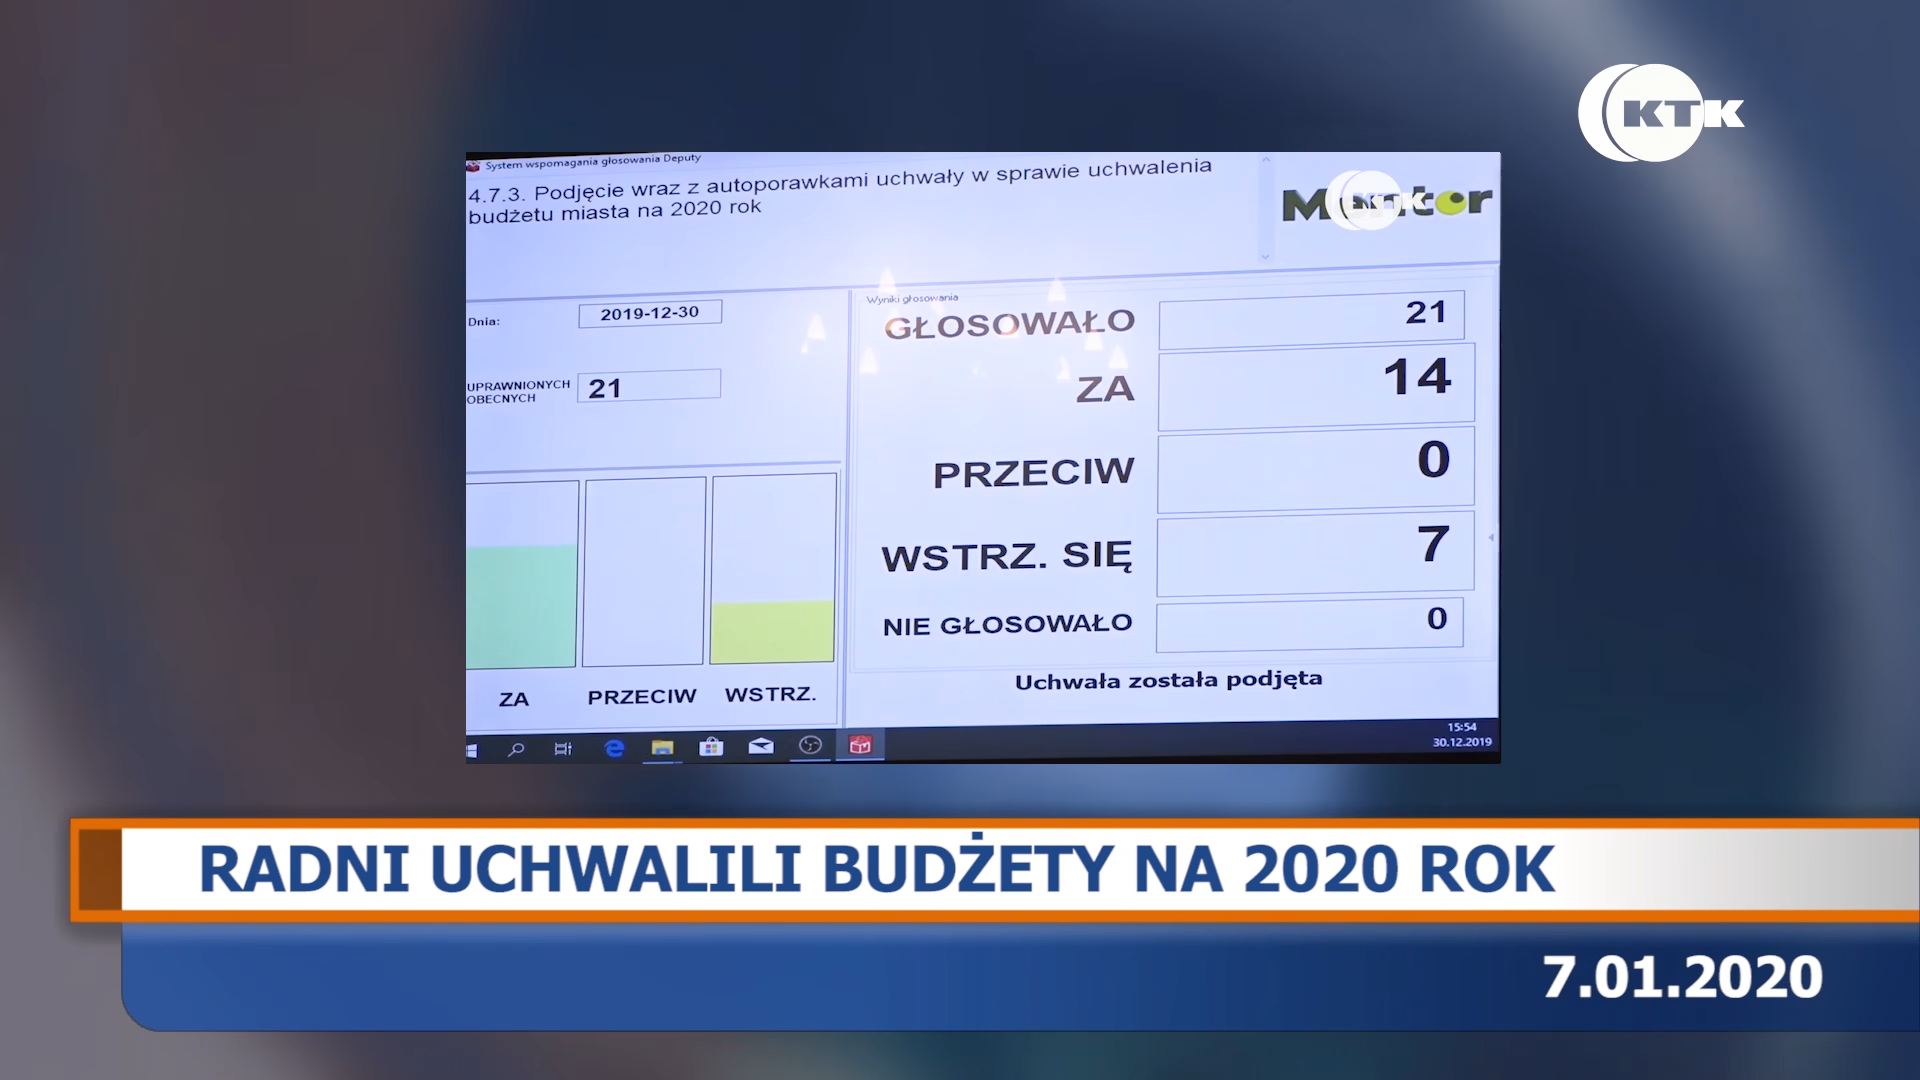 KTK
System wspomagania głosowania Deputy
4.7.3. Podjęcie wraz z autoporawkami uchwały w sprawie uchwalenia
budżetu miasta na 2020 rok
Mentor
KTK
Dnia:
2019-12-30
UPRAWNIONYCH
OBECNYCH
21
Wyniki głosowania
GŁOSOWAŁO 21
ZA 14
PRZECIW 0
WSTRZ. SIĘ 7
NIE GŁOSOWAŁO 0
Uchwała została podjęta
ZA PRZECIW WSTRZ.
15:54
30.12.2019
RADNI UCHWALILI BUDŻETY NA 2020 ROK
7.01.2020